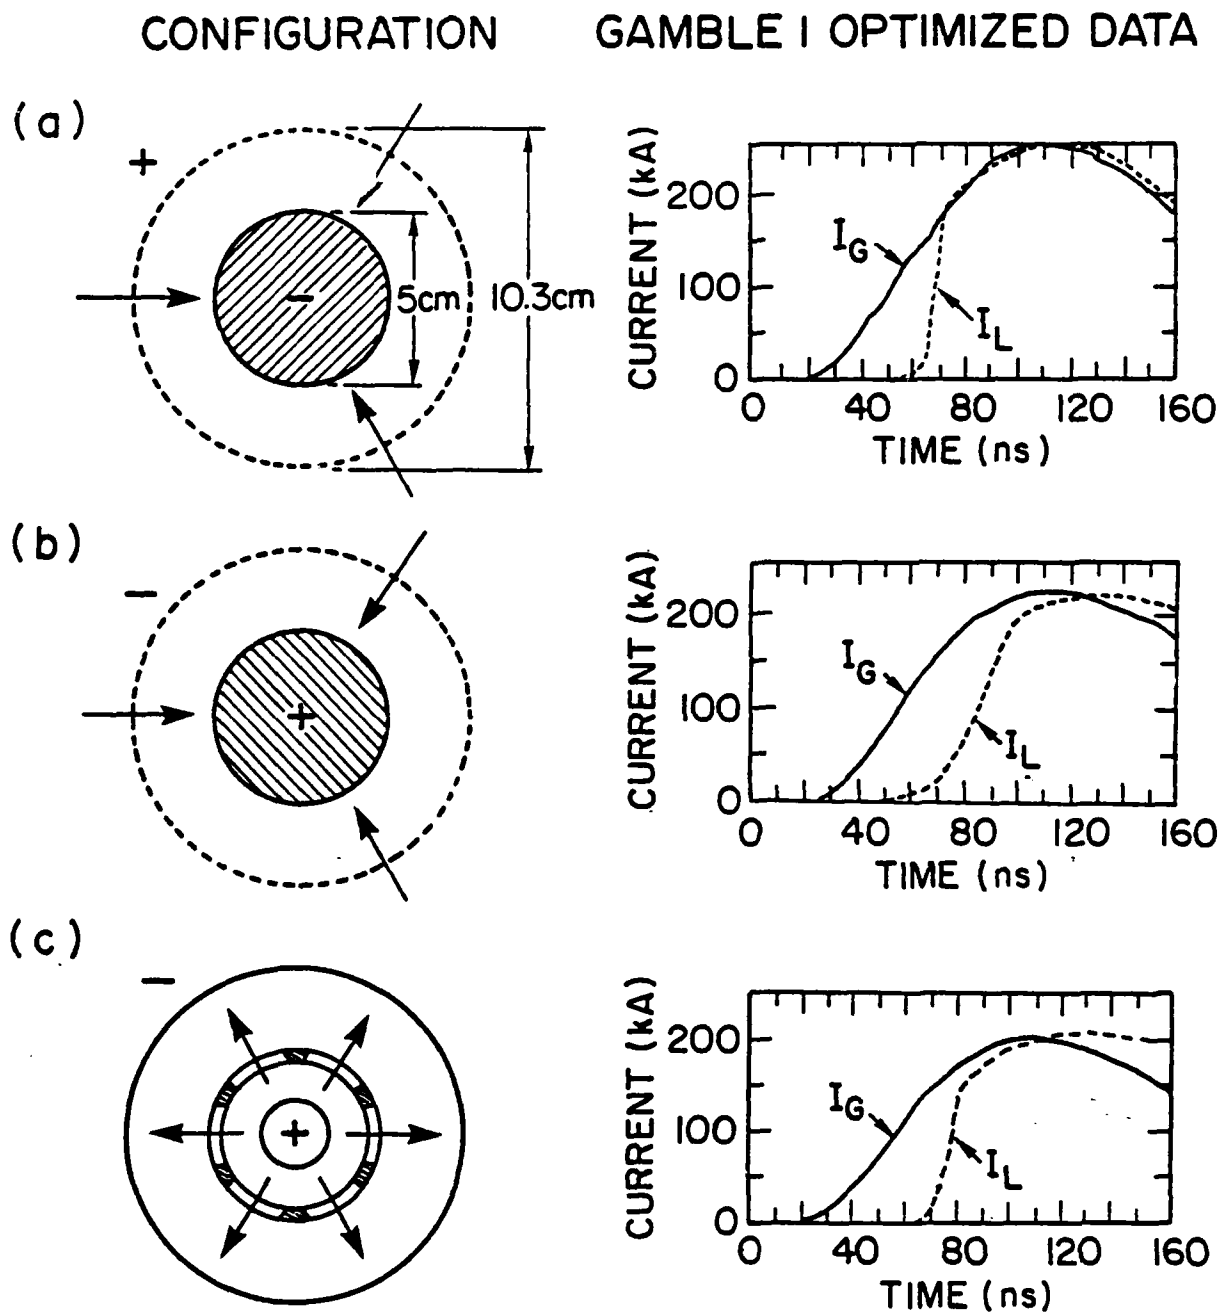 CONFIGURATION
GAMBLE I OPTIMIZED DATA
(a)
+
-
5cm
10.3cm
CURRENT (kA)
200
100
0
I_G
I_L
0 40 80 120 160
TIME (ns)
(b)
-
+
CURRENT (kA)
200
100
0
I_G
I_L
0 40 80 120 160
TIME (ns)
(c)
-
+
CURRENT (kA)
200
100
0
I_G
I_L
0 40 80 120 160
TIME (ns)